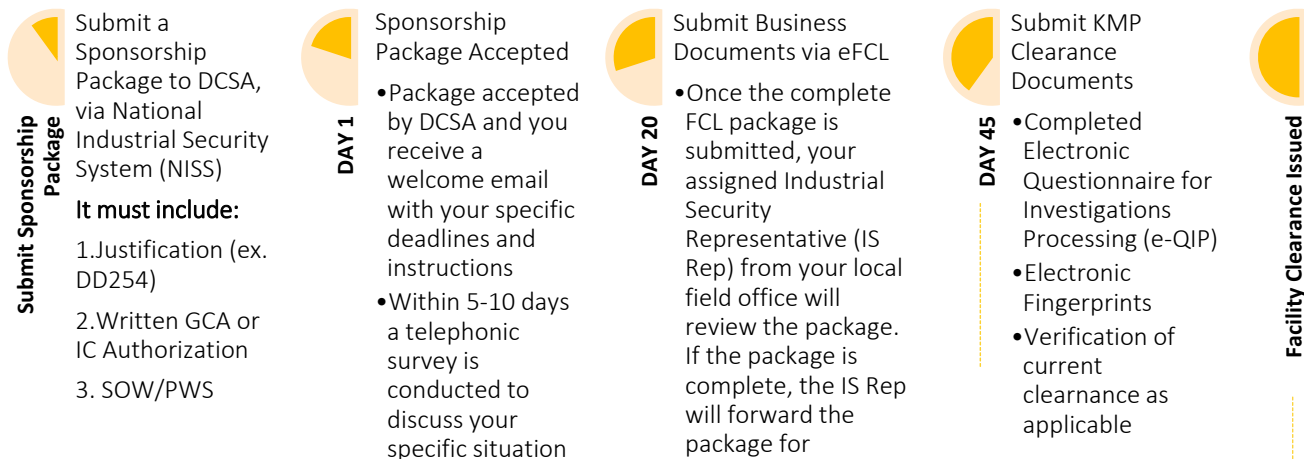 Submit Sponsorship
Package
Submit a
Sponsorship
Package to DCSA,
via National
Industrial Security
System (NISS)
It must include:
1.Justification (ex.
DD254)
2.Written GCA or
IC Authorization
3. SOW/PWS
DAY 1
Sponsorship
Package Accepted
•Package accepted
by DCSA and you
receive a
welcome email
with your specific
deadlines and
instructions
•Within 5-10 days
a telephonic
survey is
conducted to
discuss your
specific situation
DAY 20
Submit Business
Documents via eFCL
•Once the complete
FCL package is
submitted, your
assigned Industrial
Security
Representative (IS
Rep) from your local
field office will
review the package.
If the package is
complete, the IS Rep
will forward the
package for
DAY 45
Submit KMP
Clearance
Documents
•Completed
Electronic
Questionnaire for
Investigations
Processing (e-QIP)
•Electronic
Fingerprints
•Verification of
current
clearnance as
applicable
Facility Clearance Issued